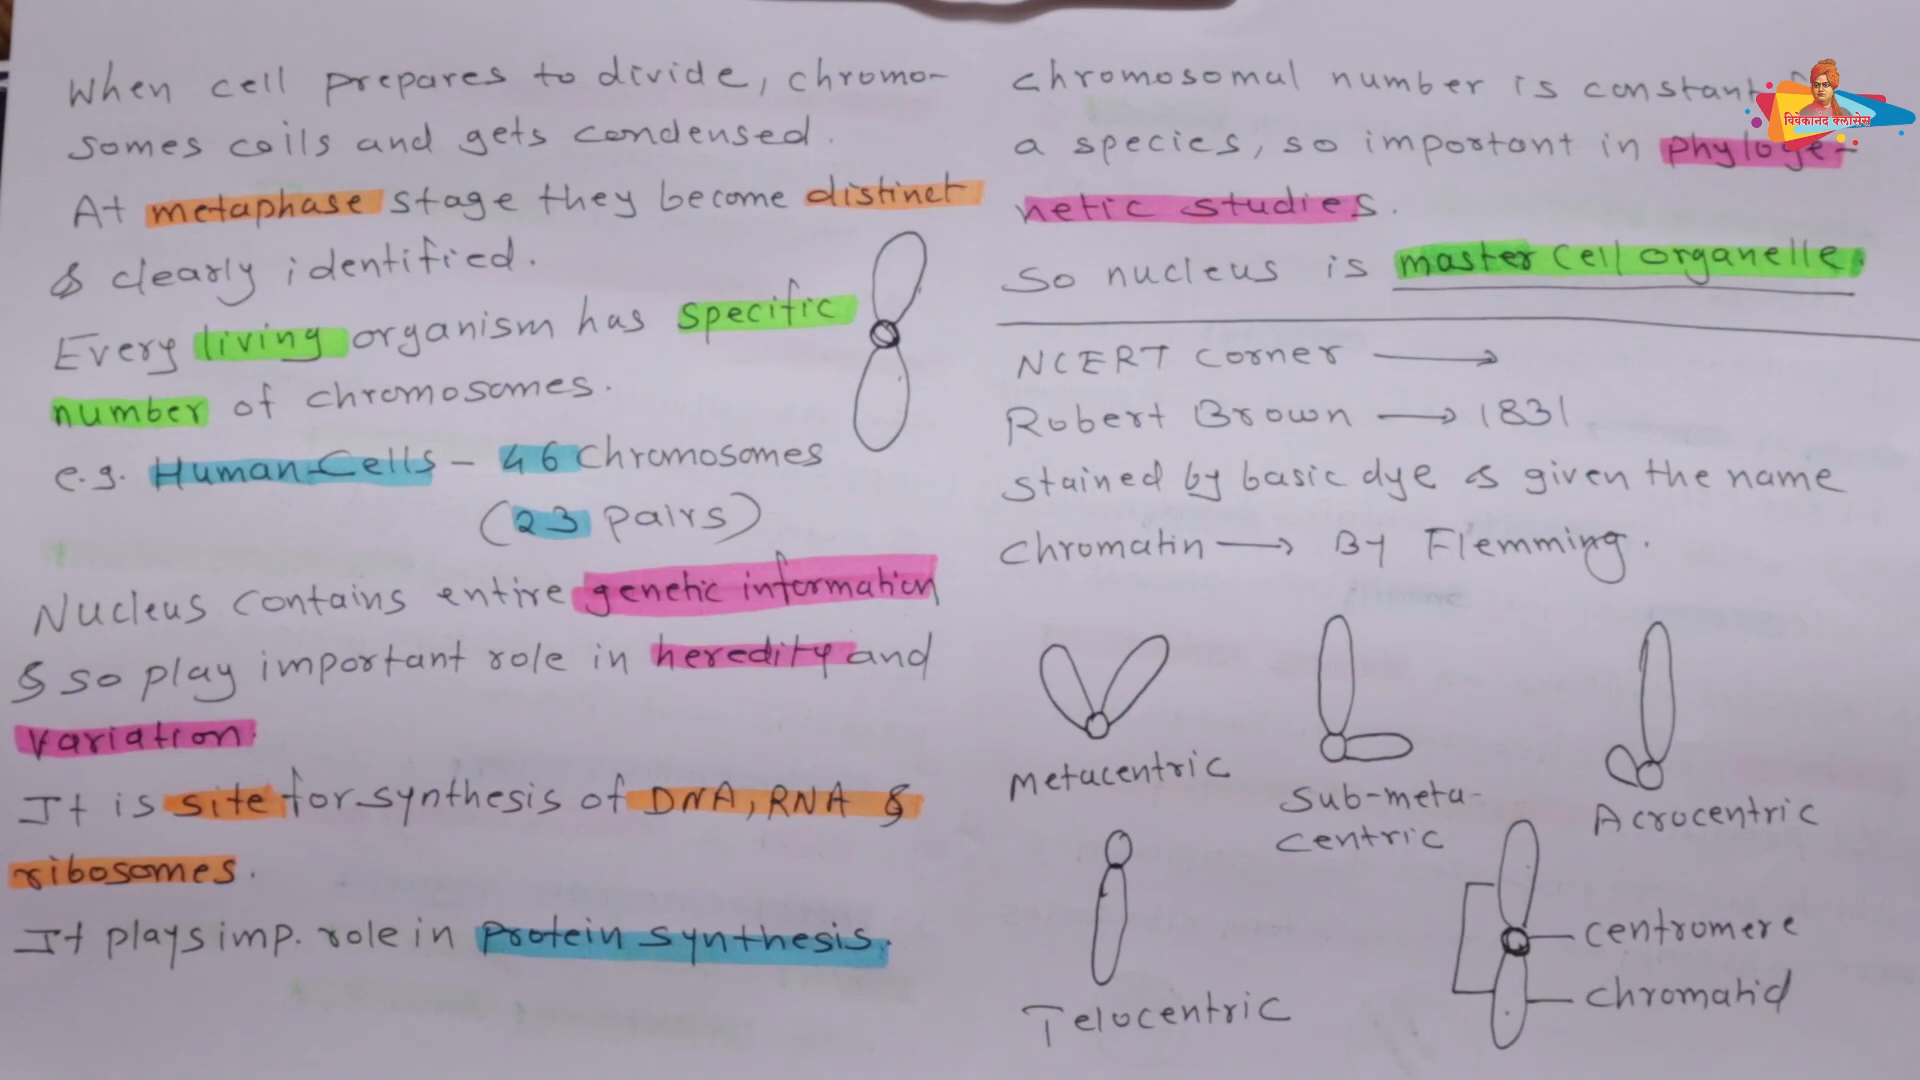 When cell prepares to divide, chromo-
somes coils and gets condensed.
At metaphase stage they become distinct
& clearly identified.
Every living organism has specific
number of chromosomes.
e.g. Human Cells - 46 Chromosomes
(23 pairs)
Nucleus contains entire genetic information
& so play important role in heredity and
variation.
It is site for synthesis of DNA, RNA &
ribosomes.
It plays imp. role in protein synthesis.
chromosomal number is constant
a species, so important in phyloge-
netic studies.
So nucleus is master cell organelle.
NCERT Corner →
Robert Brown → 1831
stained by basic dye & given the name
chromatin → By Flemming.
Metacentric
Sub-meta-
centric
Acrocentric
Telocentric
centromere
chromatid
विवेकानंद क्लासेस